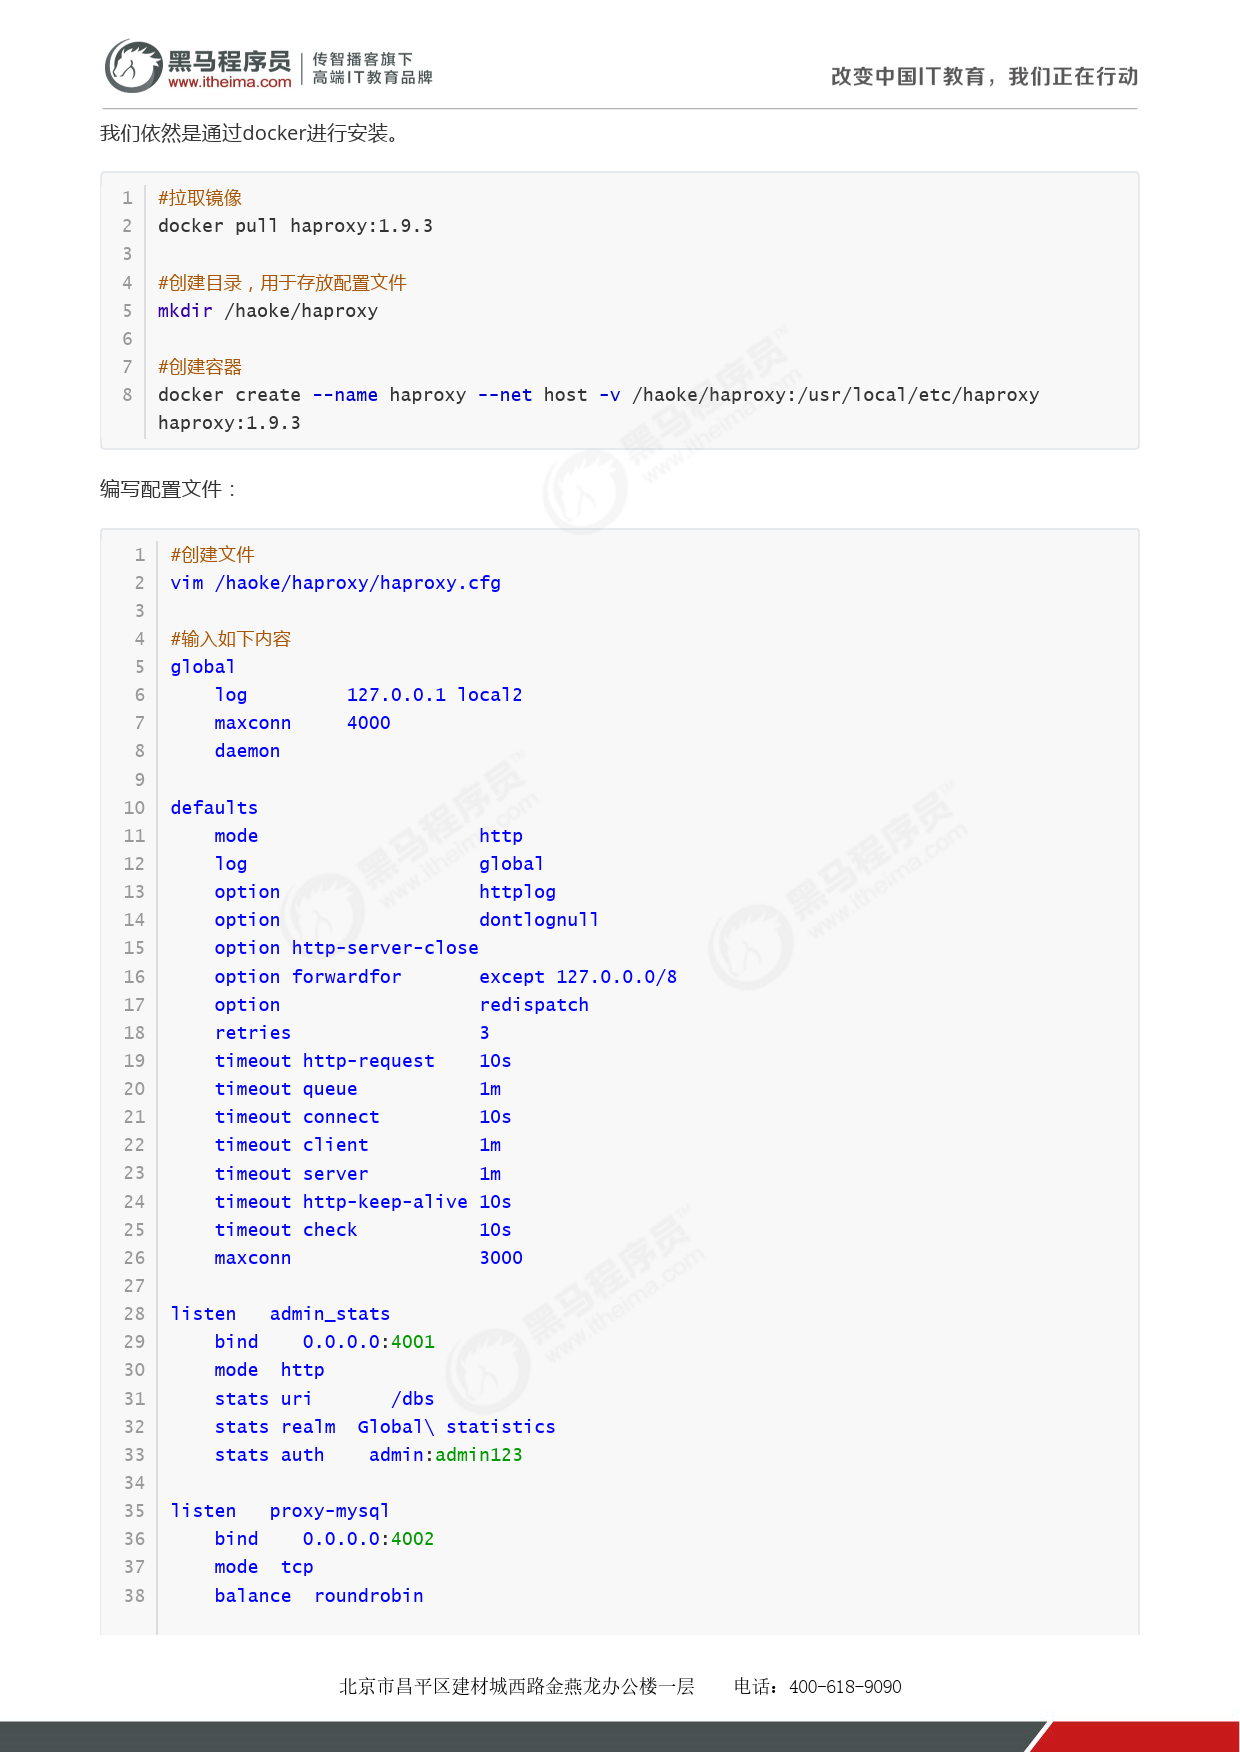 黑马程序员
www.itheima.com
传智播客旗下
高端IT教育品牌
改变中国IT教育，我们正在行动
我们依然是通过docker进行安装。
1 #拉取镜像
2 docker pull haproxy:1.9.3
3
4 #创建目录，用于存放配置文件
5 mkdir /haoke/haproxy
6
7 #创建容器
8 docker create --name haproxy --net host -v /haoke/haproxy:/usr/local/etc/haproxy
haproxy:1.9.3
编写配置文件：
1 #创建文件
2 vim /haoke/haproxy/haproxy.cfg
3
4 #输入如下内容
5 global
6     log         127.0.0.1 local2
7     maxconn     4000
8     daemon
9
10 defaults
11     mode                    http
12     log                     global
13     option                  httplog
14     option                  dontlognull
15     option http-server-close
16     option forwardfor       except 127.0.0.0/8
17     option                  redispatch
18     retries                 3
19     timeout http-request    10s
20     timeout queue           1m
21     timeout connect         10s
22     timeout client          1m
23     timeout server          1m
24     timeout http-keep-alive 10s
25     timeout check           10s
26     maxconn                 3000
27
28 listen   admin_stats
29     bind    0.0.0.0:4001
30     mode  http
31     stats uri       /dbs
32     stats realm  Global\ statistics
33     stats auth    admin:admin123
34
35 listen   proxy-mysql
36     bind    0.0.0.0:4002
37     mode  tcp
38     balance  roundrobin
北京市昌平区建材城西路金燕龙办公楼一层    电话：400-618-9090